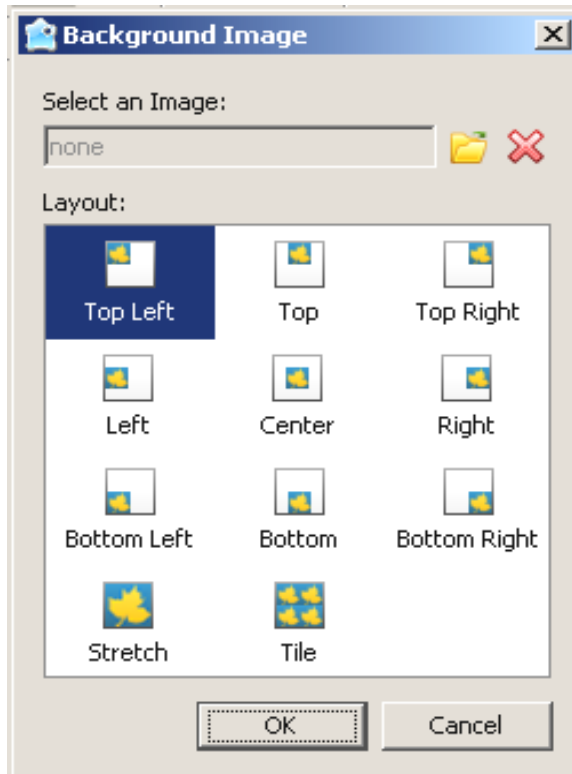 Background Image
Select an Image:
none
Layout:
Top Left Top Top Right
Left Center Right
Bottom Left Bottom Bottom Right
Stretch Tile
OK Cancel